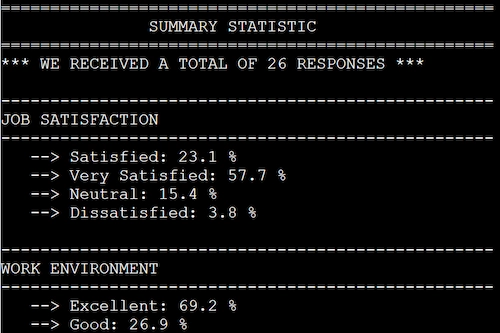 ==================================================
SUMMARY STATISTIC
==================================================
*** WE RECEIVED A TOTAL OF 26 RESPONSES ***
--------------------------------------------------
JOB SATISFACTION
--------------------------------------------------
--> Satisfied: 23.1 %
--> Very Satisfied: 57.7 %
--> Neutral: 15.4 %
--> Dissatisfied: 3.8 %
--------------------------------------------------
WORK ENVIRONMENT
--------------------------------------------------
--> Excellent: 69.2 %
--> Good: 26.9 %